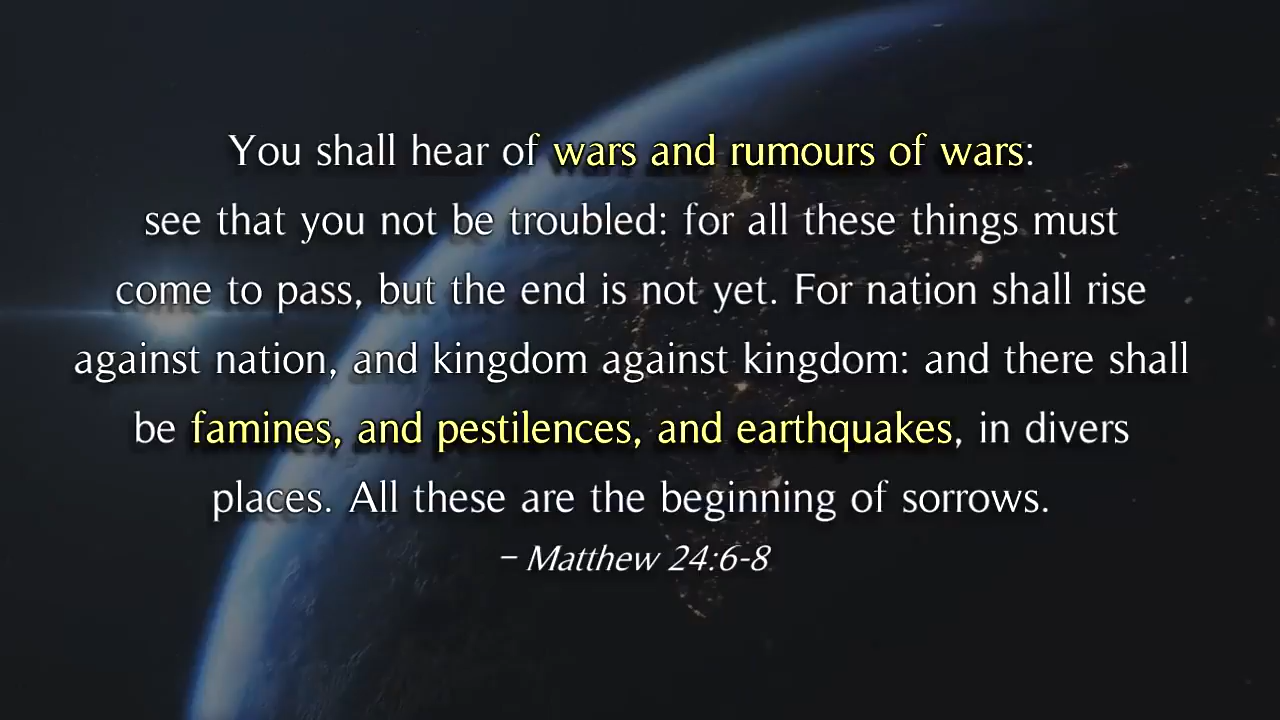 You shall hear of wars and rumours of wars:
see that you not be troubled: for all these things must
come to pass, but the end is not yet. For nation shall rise
against nation, and kingdom against kingdom: and there shall
be famines, and pestilences, and earthquakes, in divers
places. All these are the beginning of sorrows.
– Matthew 24:6-8